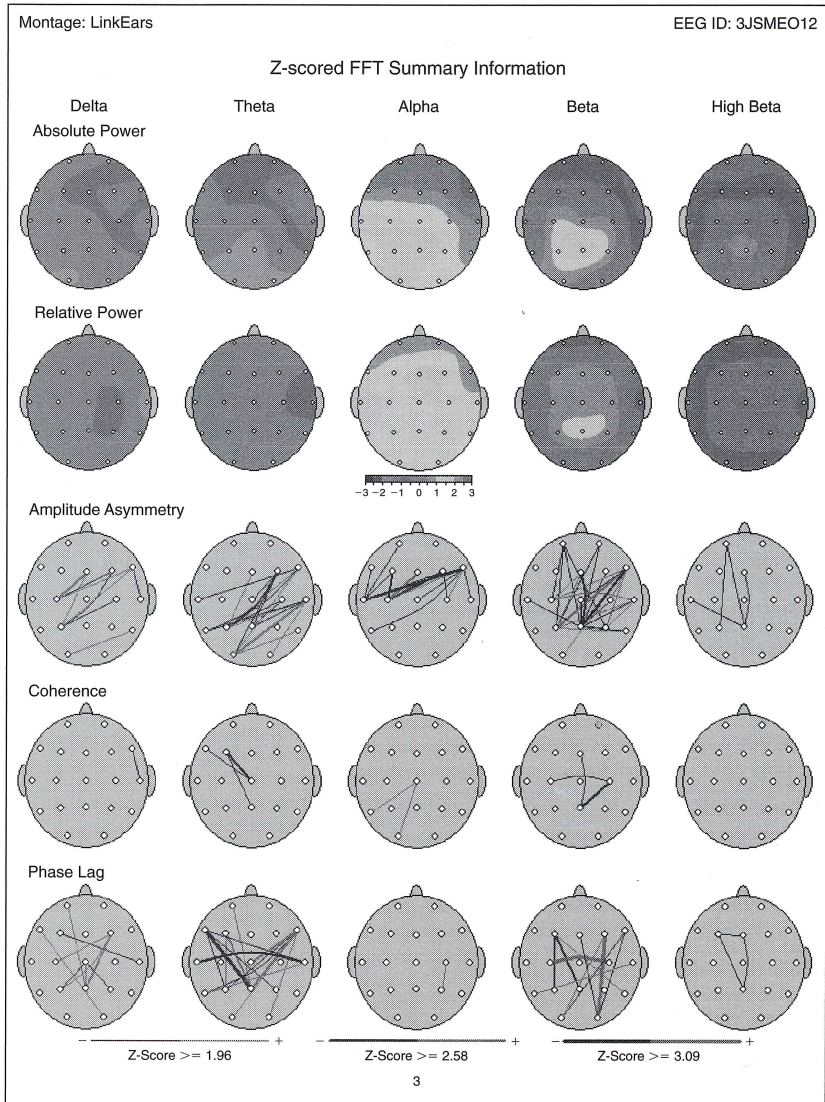 Montage: LinkEars EEG ID: 3JSMEO12
Z-scored FFT Summary Information
Delta Theta Alpha Beta High Beta
Absolute Power
Relative Power
−3 −2 −1 0 1 2 3
Amplitude Asymmetry
Coherence
Phase Lag
− + − + − +
Z-Score >= 1.96 Z-Score >= 2.58 Z-Score >= 3.09
3